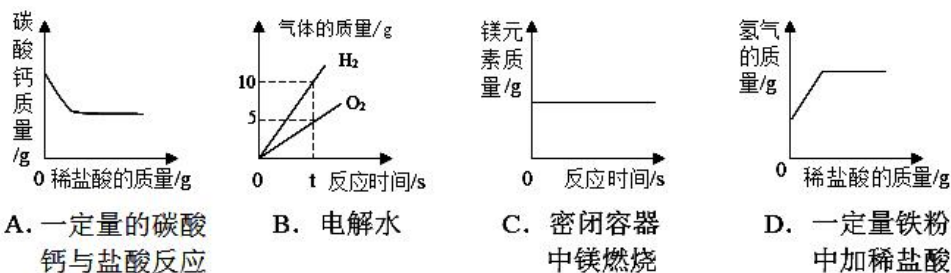 碳酸钙质量/g
0 稀盐酸的质量/g
A. 一定量的碳酸
钙与盐酸反应
气体的质量/g
H₂
10
O₂
5
0 t 反应时间/s
B. 电解水
镁元素质量/g
0 反应时间/s
C. 密闭容器
中镁燃烧
氢气的质量/g
0 稀盐酸的质量/g
D. 一定量铁粉
中加稀盐酸